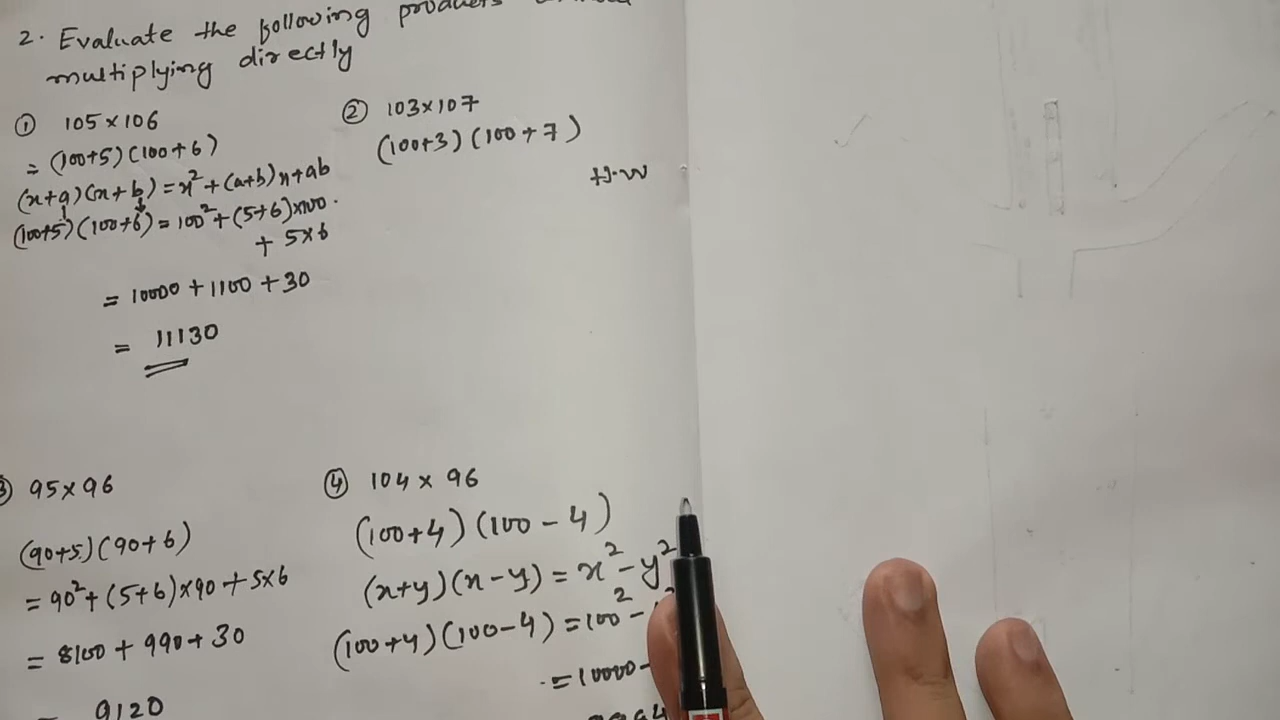 2. Evaluate the following products
multiplying directly
① 105×106
= (100+5)(100+6)
(x+a)(x+b) = x²+(a+b)x+ab
(100+5)(100+6) = 100²+(5+6)×100
+ 5×6
= 10000+1100+30
= 11130
② 103×107
(100+3)(100+7)
H.W
95×96
(90+5)(90+6)
= 90²+(5+6)×90+5×6
= 8100+990+30
= 9120
④ 104×96
(100+4)(100-4)
(x+y)(x-y) = x²-y²
(100+4)(100-4) = 100²-
= 10000-